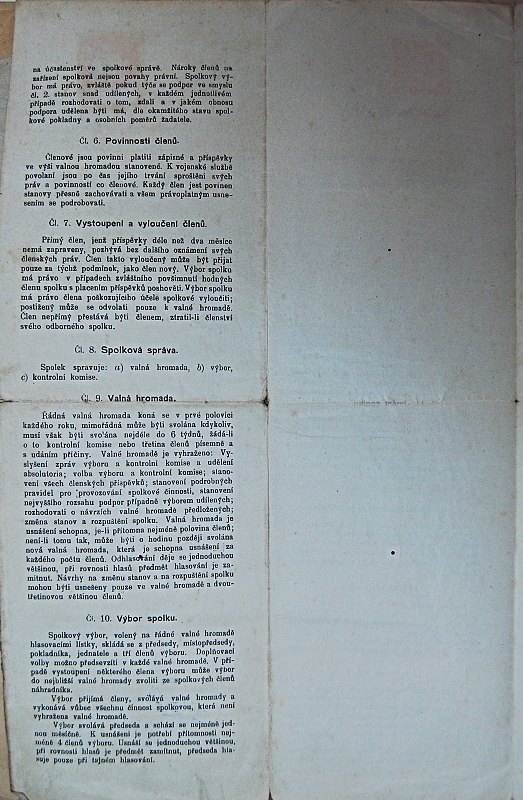 na účastenství ve spolkové správě. Nároky členů na
zařízení spolková nejsou povahy právní. Spolkový vý-
bor má právo, zvláště pokud týče se podpor ve smyslu
čl. 2. stanov snad udílených, v každém jednotlivém
případě rozhodovati o tom, zdali a v jakém obnosu
podpora udělena býti má, dle okamžitého stavu spol-
kové pokladny a osobních poměrů žadatele.
Čl. 6. Povinnosti členů.
Členové jsou povinni platiti zápisné a příspěvky
ve výši valnou hromadou stanovené. K vojenské službě
povolaní jsou po čas jejího trvání sproštěni svých
práv a povinností co členové. Každý člen jest povinen
stanovy přesně zachovávati a všem právoplatným usne-
sením se podrobovati.
Čl. 7. Vystoupení a vyloučení členů.
Přímý člen, jenž příspěvky déle než dva měsíce
nemá zapraveny, pozbývá bez dalšího oznámení svých
členských práv. Člen takto vyloučený může být přijat
pouze za týchž podmínek, jako člen nový. Výbor spolku
má právo v případech zvláštního povšimnutí hodných
členu spolku s placením příspěvků poshověti. Výbor spolku
má právo člena poškozujícího účele spolkové vyloučiti;
postižený může se odvolati pouze k valné hromadě.
Člen nepřímý přestává býti členem, ztratil-li členství
svého odborného spolku.
Čl. 8. Spolková správa.
Spolek spravuje: a) valná hromada, b) výbor,
c) kontrolní komise.
Čl. 9. Valná hromada.
Řádná valná hromada koná se v prvé polovici
každého roku, mimořádná může býti svolána kdykoliv,
musí však býti svolána nejdéle do 6 týdnů, žádá-li
o to kontrolní komise nebo třetina členů písemně a
s udáním příčiny. Valné hromadě je vyhraženo: Vy-
slyšení zpráv výboru a kontrolní komise a udělení
absolutoria; volba výboru a kontrolní komise; stano-
vení všech členských příspěvků; stanovení podrobných
pravidel pro provozování spolkové činnosti, stanovení
nejvyššího rozsahu podpor případně výborem udílených;
rozhodovati o návrzích valné hromadě předložených;
změna stanov a rozpuštění spolku. Valná hromada je
usnášení schopna, je-li přítomna nejméně polovina členů;
není-li tomu tak, může býti o hodinu později svolána
nová valná hromada, která je schopna usnášení za
každého počtu členů. Odhlasování děje se jednoduchou
většinou, při rovnosti hlasů předmět hlasování je za-
mítnut. Návrhy na změnu stanov a na rozpuštění spolku
mohou býti usneseny pouze ve valné hromadě a dvou-
třetinovou většinou členů.
Čl. 10. Výbor spolku.
Spolkový výbor, volený na řádné valné hromadě
hlasovacími lístky, skládá se z předsedy, místopředsedy,
pokladníka, jednatele a tří členů výboru. Doplňovací
volby možno předsevzíti v každé valné hromadě. V pří-
padě vystoupení některého člena výboru může výbor
do nejbližší valné hromady zvoliti ze spolkových členů
náhradníka.
Výbor přijímá členy, svolává valné hromady a
vykonává vůbec všechnu činnost spolkovou, která není
vyhražena valné hromadě.
Výbor svolává předseda a schází se nejméně jed-
nou měsíčně. K usnášení je potřebí přítomnosti nej-
méně 4 členů výboru. Usnáší se jednoduchou většinou,
při rovnosti hlasů je předmět zamítnut, předseda hla-
suje pouze při tajném hlasování.